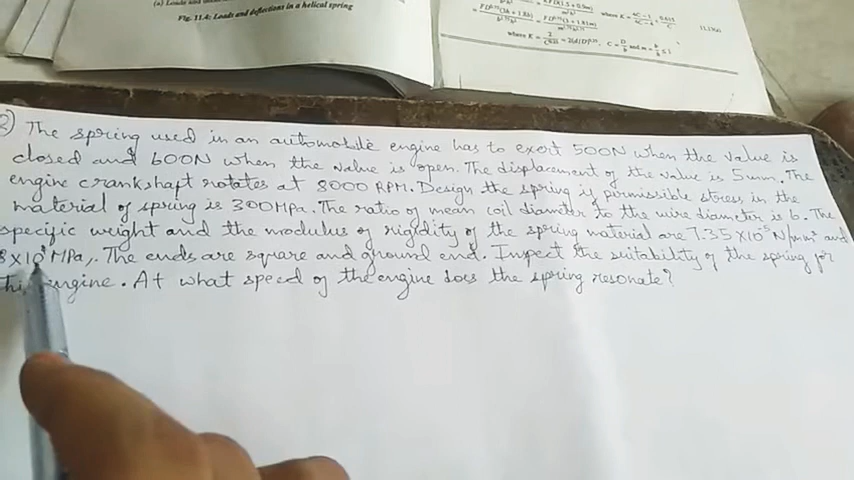 Fig. 11.4: Loads and deflections in a helical spring
2) The spring used in an automobile engine has to exert 500N when the value is
closed and 600N when the value is open. The displacement of the value is 5mm. The
engine crankshaft rotates at 8000 RPM. Design the spring if permissible stress in the
material of spring is 300MPa. The ratio of mean coil diameter to the wire diameter is 6. The
specific weight and the modulus of rigidity of the spring material are 7.35 X10⁻⁵ N/mm³ and
8X10³ MPa,. The ends are square and ground end. Inspect the suitability of the spring for
this engine. At what speed of the engine does the spring resonate?